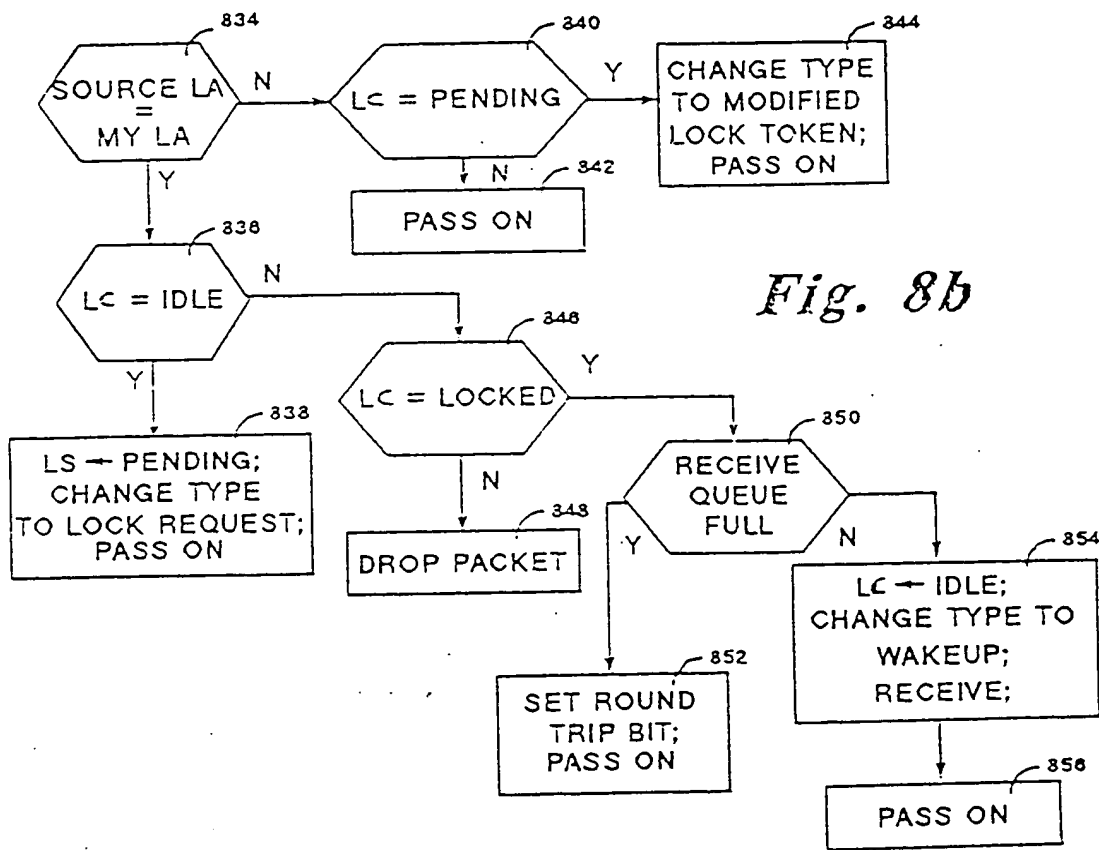 834
SOURCE LA
=
MY LA
N
Y
840
LC = PENDING
Y
N
844
CHANGE TYPE
TO MODIFIED
LOCK TOKEN;
PASS ON
842
PASS ON
836
LC = IDLE
N
Y
Fig. 8b
846
LC = LOCKED
Y
N
838
LS ← PENDING;
CHANGE TYPE
TO LOCK REQUEST;
PASS ON
850
RECEIVE
QUEUE
FULL
Y
N
848
DROP PACKET
854
LC ← IDLE;
CHANGE TYPE TO
WAKEUP;
RECEIVE;
852
SET ROUND
TRIP BIT;
PASS ON
856
PASS ON